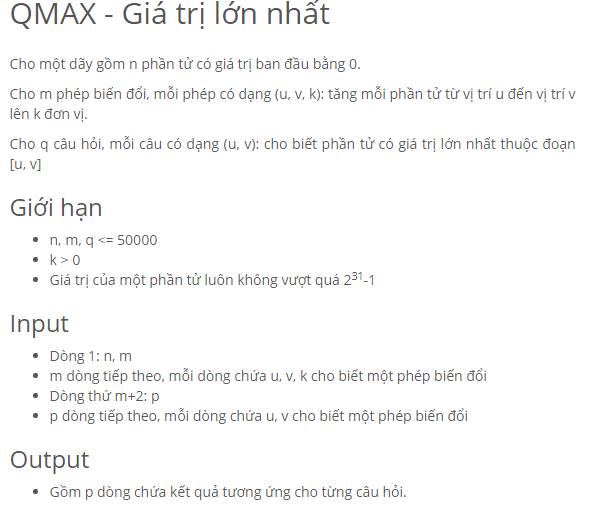 QMAX - Giá trị lớn nhất
Cho một dãy gồm n phần tử có giá trị ban đầu bằng 0.
Cho m phép biến đổi, mỗi phép có dạng (u, v, k): tăng mỗi phần tử từ vị trí u đến vị trí v
lên k đơn vị.
Cho q câu hỏi, mỗi câu có dạng (u, v): cho biết phần tử có giá trị lớn nhất thuộc đoạn
[u, v]
Giới hạn
• n, m, q <= 50000
• k > 0
• Giá trị của một phần tử luôn không vượt quá 2³¹-1
Input
• Dòng 1: n, m
• m dòng tiếp theo, mỗi dòng chứa u, v, k cho biết một phép biến đổi
• Dòng thứ m+2: p
• p dòng tiếp theo, mỗi dòng chứa u, v cho biết một phép biến đổi
Output
• Gồm p dòng chứa kết quả tương ứng cho từng câu hỏi.